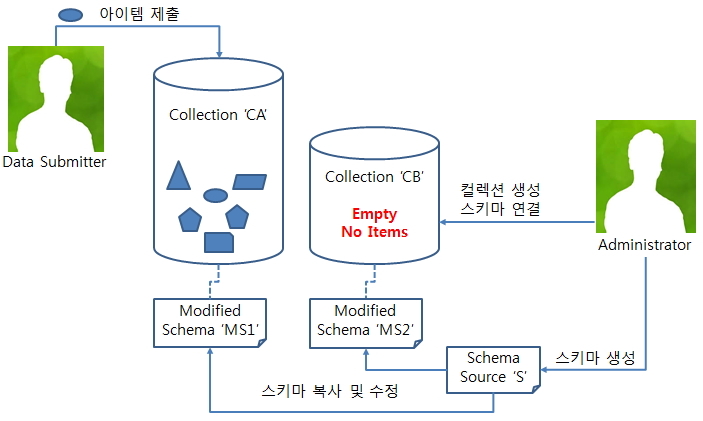 아이템 제출
Data Submitter
Collection ‘CA’
Collection ‘CB’
Empty
No Items
컬렉션 생성
스키마 연결
Administrator
Modified
Schema ‘MS1’
Modified
Schema ‘MS2’
Schema
Source ‘S’
스키마 생성
스키마 복사 및 수정